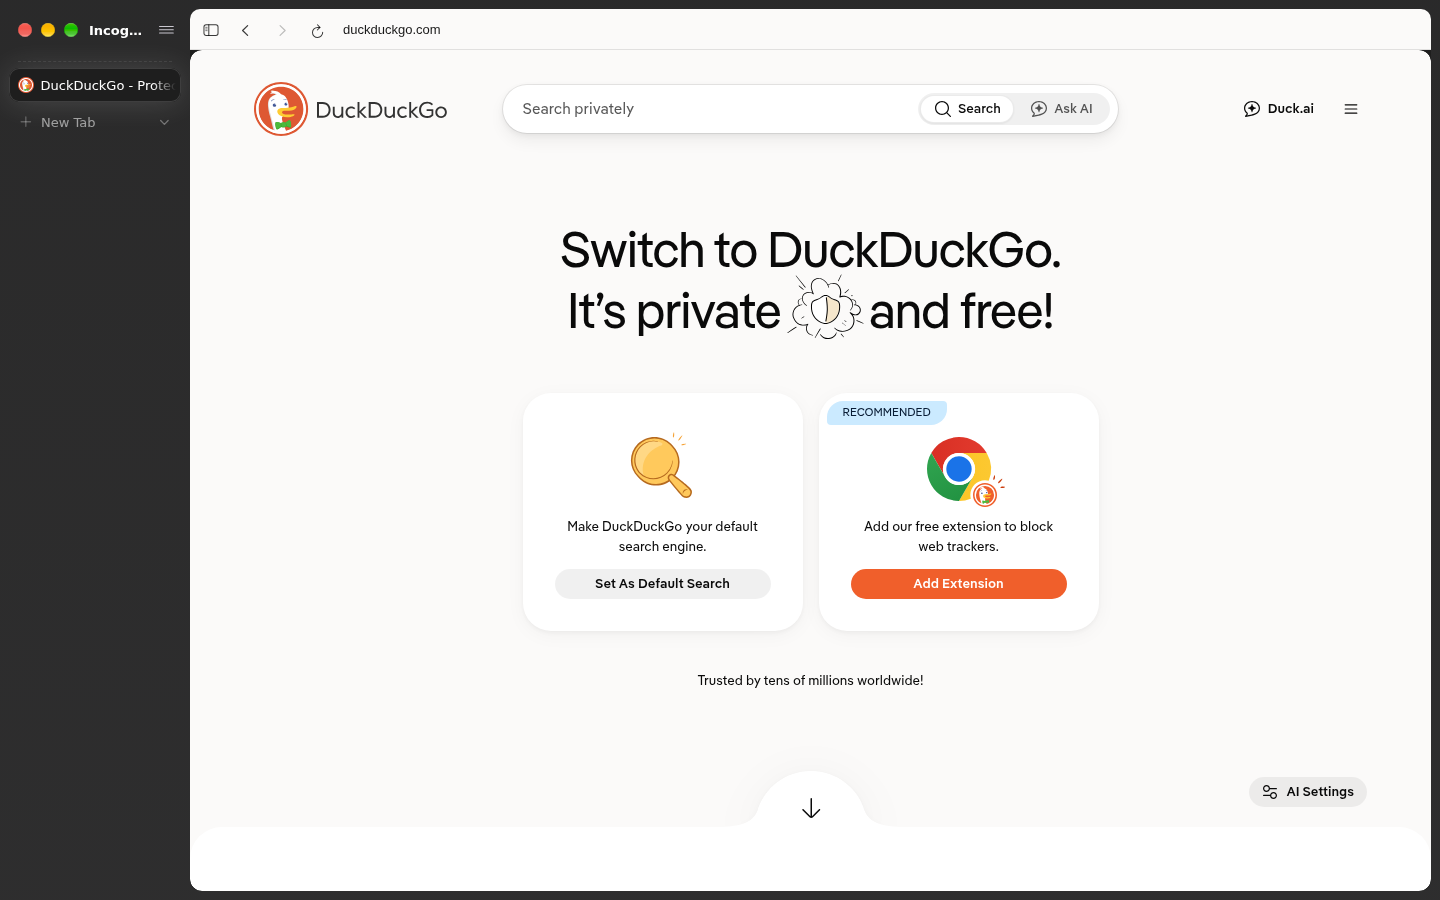 Incog...
duckduckgo.com
DuckDuckGo - Protec
New Tab
DuckDuckGo
Search privately
Search
Ask AI
Duck.ai
Switch to DuckDuckGo.
It’s private and free!
RECOMMENDED
Make DuckDuckGo your default
search engine.
Set As Default Search
Add our free extension to block
web trackers.
Add Extension
Trusted by tens of millions worldwide!
AI Settings